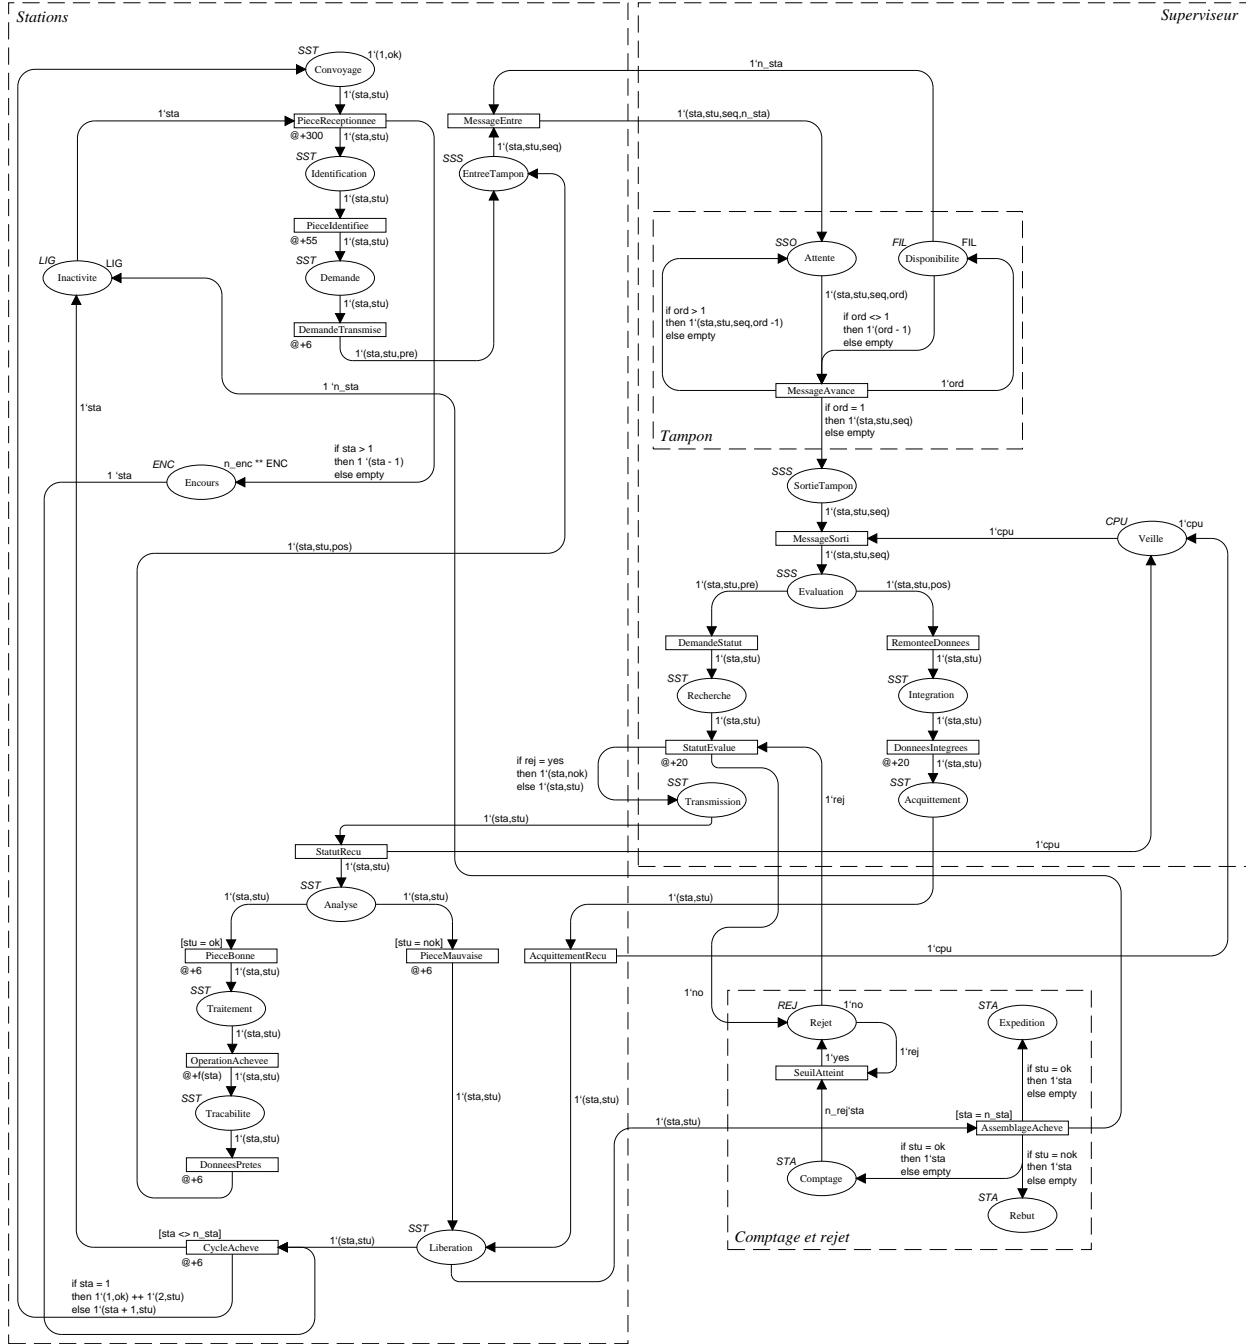 Stations
Superviseur
SST
1‘(1,ok)
Convoyage
1‘(sta,stu)
1‘n_sta
1‘sta
PieceReceptionnee
@+300
1‘(sta,stu)
MessageEntre
1‘(sta,stu,seq,n_sta)
1‘(sta,stu,seq)
SST
Identification
SSS
EntreeTampon
1‘(sta,stu)
PieceIdentifiee
@+55
1‘(sta,stu)
LIG
LIG
Inactivite
SST
Demande
1‘(sta,stu)
DemandeTransmise
@+6
1‘(sta,stu,pre)
SSO
Attente
FIL
FIL
Disponibilite
1‘(sta,stu,seq,ord)
if ord > 1
then 1‘(sta,stu,seq,ord -1)
else empty
if ord <> 1
then 1‘(ord - 1)
else empty
MessageAvance
1‘ord
if ord = 1
then 1‘(sta,stu,seq)
else empty
Tampon
1 ‘n_sta
1‘sta
if sta > 1
then 1 ‘(sta - 1)
else empty
1 ‘sta
ENC
n_enc ** ENC
Encours
SSS
SortieTampon
1‘(sta,stu,seq)
MessageSorti
1‘cpu
CPU
1‘cpu
Veille
1‘(sta,stu,seq)
1‘(sta,stu,pos)
SSS
Evaluation
1‘(sta,stu,pre)
1‘(sta,stu,pos)
DemandeStatut
RemonteeDonnees
1‘(sta,stu)
1‘(sta,stu)
SST
Recherche
SST
Integration
1‘(sta,stu)
1‘(sta,stu)
StatutEvalue
@+20
DonneesIntegrees
@+20
1‘(sta,stu)
if rej = yes
then 1‘(sta,nok)
else 1‘(sta,stu)
SST
Transmission
1‘rej
SST
Acquittement
1‘(sta,stu)
StatutRecu
1‘cpu
1‘(sta,stu)
SST
Analyse
1‘(sta,stu)
1‘(sta,stu)
1‘(sta,stu)
[stu = ok]
PieceBonne
@+6
1‘(sta,stu)
[stu = nok]
PieceMauvaise
@+6
AcquittementRecu
1‘cpu
1‘no
SST
Traitement
1‘(sta,stu)
OperationAchevee
@+f(sta)
1‘(sta,stu)
SST
Tracabilite
1‘(sta,stu)
DonneesPretes
@+6
1‘(sta,stu)
1‘(sta,stu)
REJ
1‘no
Rejet
1‘yes
1‘rej
SeuilAtteint
n_rej‘sta
STA
Expedition
if stu = ok
then 1‘sta
else empty
1‘(sta,stu)
[sta = n_sta]
AssemblageAcheve
if stu = ok
then 1‘sta
else empty
if stu = nok
then 1‘sta
else empty
STA
Comptage
STA
Rebut
Comptage et rejet
[sta <> n_sta]
CycleAcheve
@+6
1‘(sta,stu)
SST
Liberation
if sta = 1
then 1‘(1,ok) ++ 1‘(2,stu)
else 1‘(sta + 1,stu)